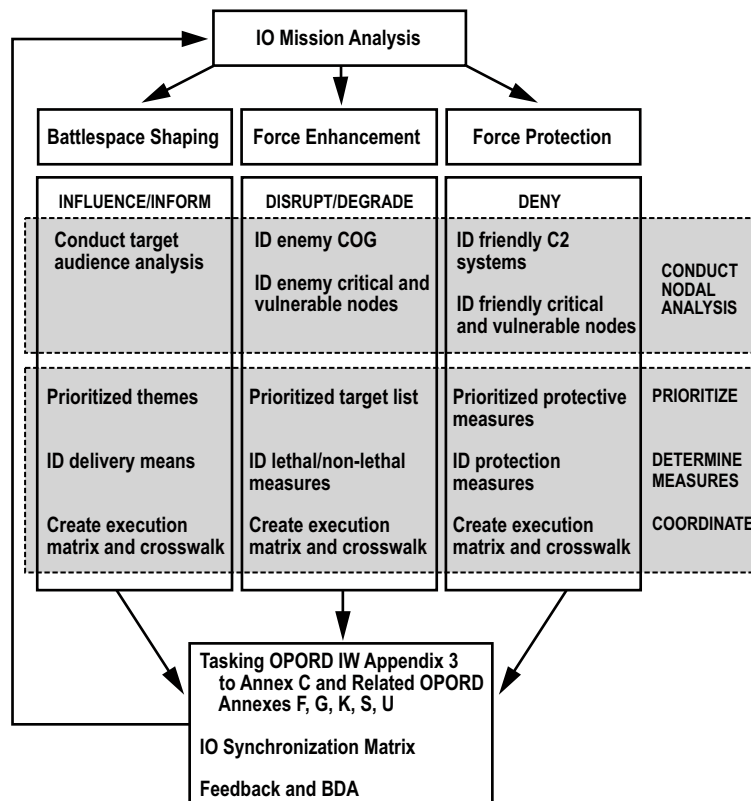 IO Mission Analysis
Battlespace Shaping
Force Enhancement
Force Protection
INFLUENCE/INFORM
Conduct target
audience analysis
Prioritized themes
ID delivery means
Create execution
matrix and crosswalk
DISRUPT/DEGRADE
ID enemy COG
ID enemy critical and
vulnerable nodes
Prioritized target list
ID lethal/non-lethal
measures
Create execution
matrix and crosswalk
DENY
ID friendly C2
systems
ID friendly critical
and vulnerable nodes
Prioritized protective
measures
ID protection
measures
Create execution
matrix and crosswalk
CONDUCT
NODAL
ANALYSIS
PRIORITIZE
DETERMINE
MEASURES
COORDINATE
Tasking OPORD IW Appendix 3
to Annex C and Related OPORD
Annexes F, G, K, S, U
IO Synchronization Matrix
Feedback and BDA